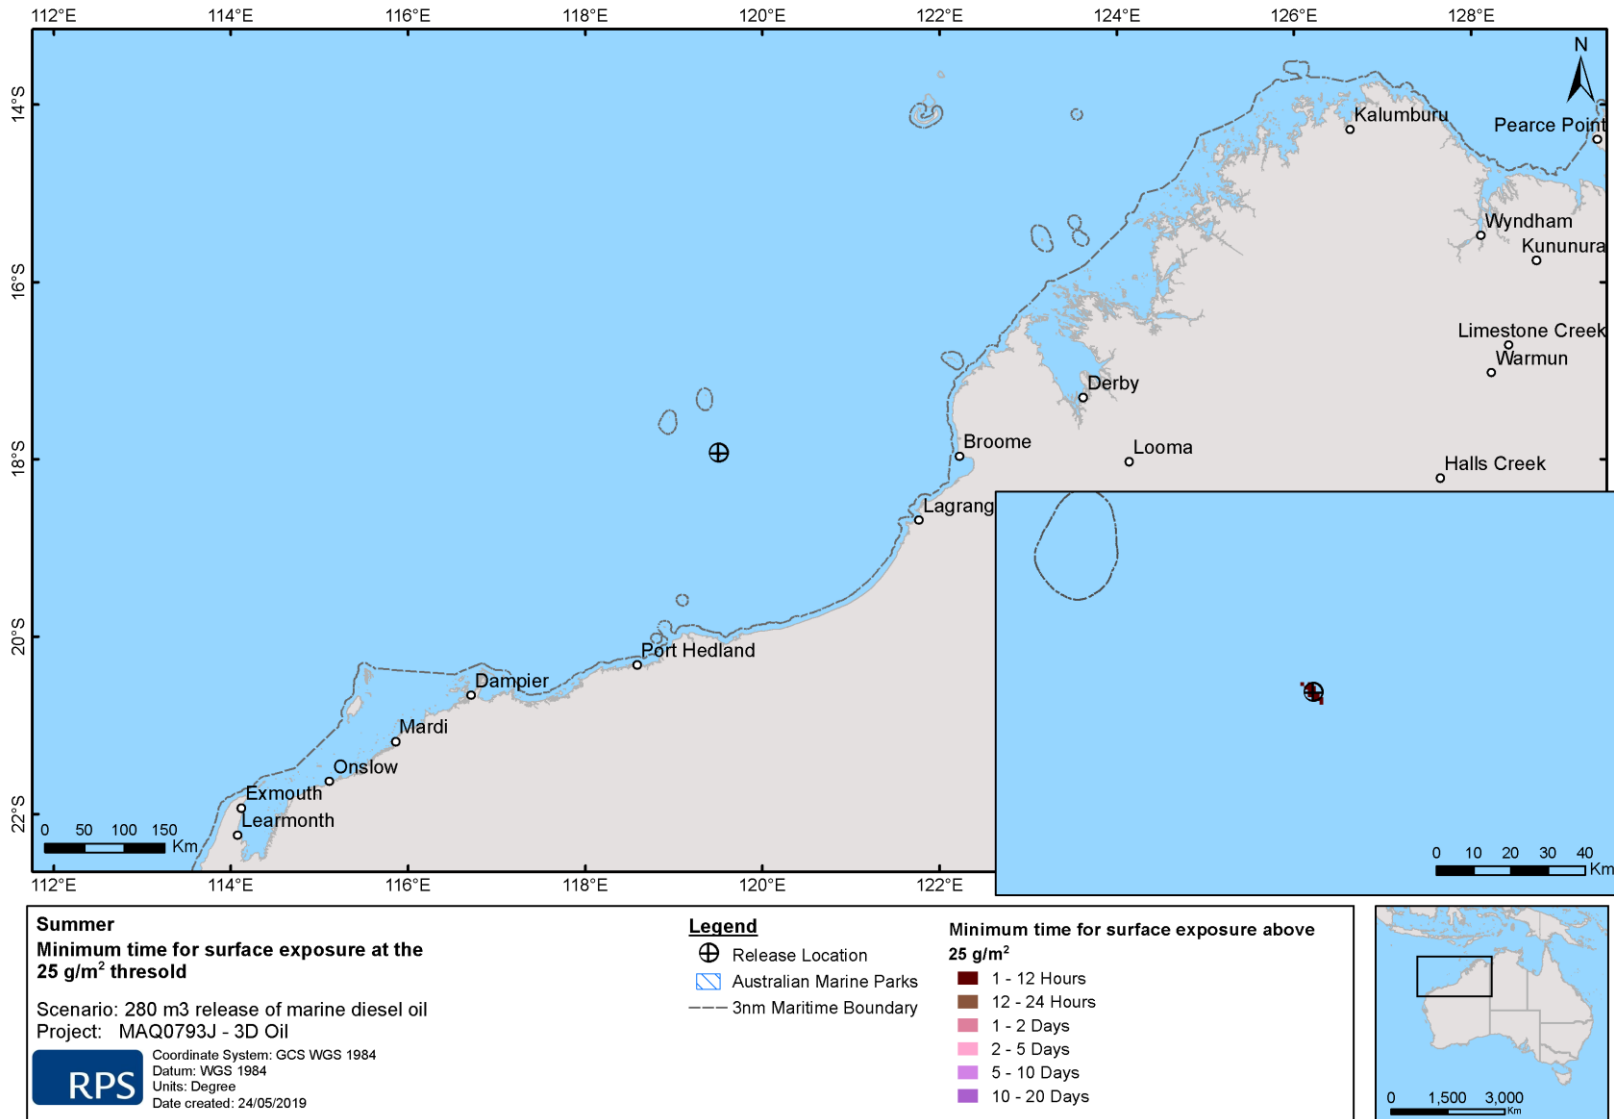 112°E
114°E
116°E
118°E
120°E
122°E
124°E
126°E
128°E
N
14°S
14°S
Kalumburu
Pearce Point
Wyndham
Kununura
16°S
16°S
Limestone Creek
Warmun
Derby
Broome
Looma
Halls Creek
18°S
18°S
Lagrang
20°S
Port Hedland
Dampier
Mardi
Onslow
Exmouth
Learmonth
22°S
0 50 100 150
Km
0 10 20 30 40
Km
112°E
114°E
116°E
118°E
120°E
122°E
Summer
Minimum time for surface exposure at the
25 g/m² thresold
Scenario: 280 m3 release of marine diesel oil
Project: MAQ0793J - 3D Oil
RPS
Coordinate System: GCS WGS 1984
Datum: WGS 1984
Units: Degree
Date created: 24/05/2019
Legend
Release Location
Australian Marine Parks
3nm Maritime Boundary
Minimum time for surface exposure above
25 g/m²
1 - 12 Hours
12 - 24 Hours
1 - 2 Days
2 - 5 Days
5 - 10 Days
10 - 20 Days
0 1,500 3,000
Km